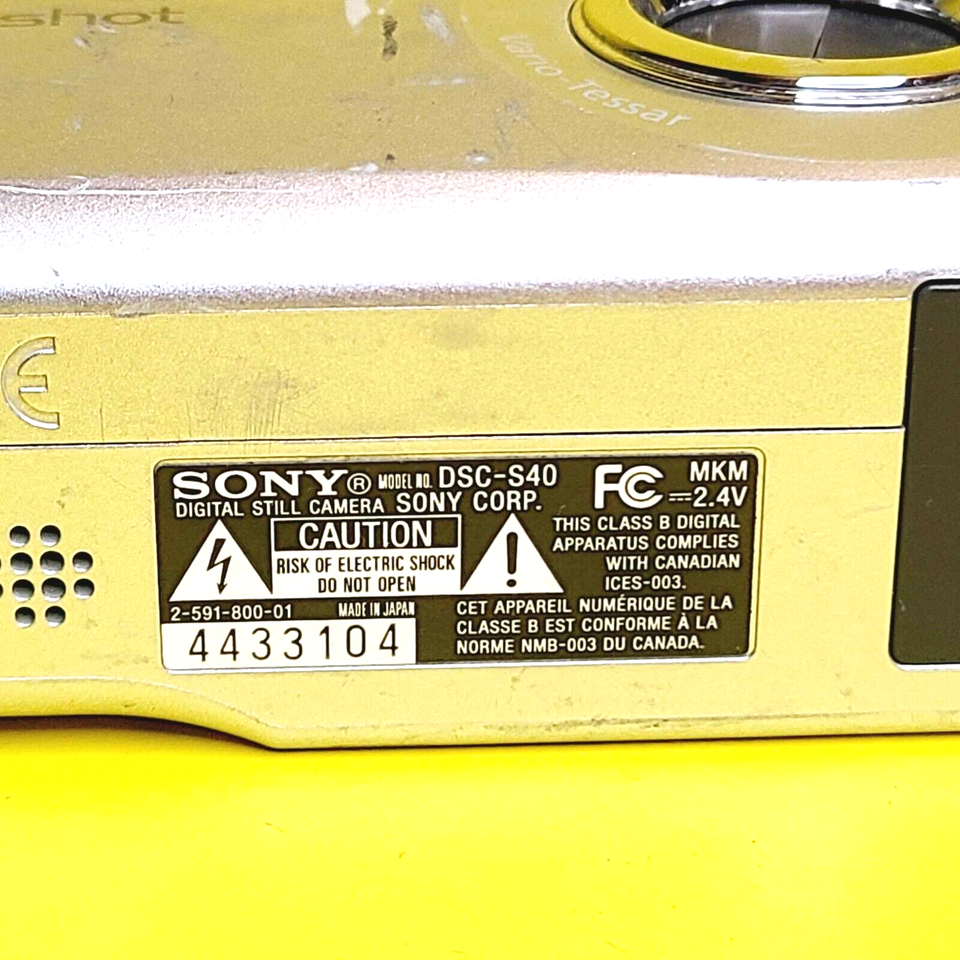 shot
Vario-Tessar
CE
SONY® MODEL NO. DSC-S40
DIGITAL STILL CAMERA SONY CORP.
FC MKM
⎓2.4V
CAUTION
RISK OF ELECTRIC SHOCK
DO NOT OPEN
THIS CLASS B DIGITAL
APPARATUS COMPLIES
WITH CANADIAN
ICES-003.
2-591-800-01 MADE IN JAPAN
4433104
CET APPAREIL NUMÉRIQUE DE LA
CLASSE B EST CONFORME À LA
NORME NMB-003 DU CANADA.